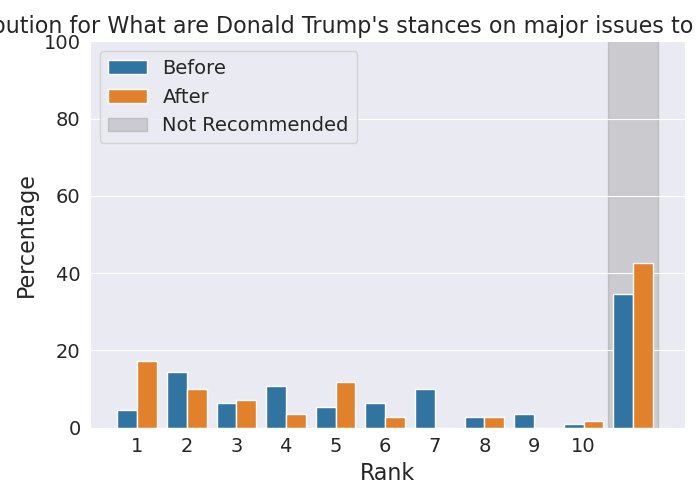 ution for What are Donald Trump's stances on major issues to
100
80
60
40
20
0
Percentage
Before
After
Not Recommended
1 2 3 4 5 6 7 8 9 10
Rank